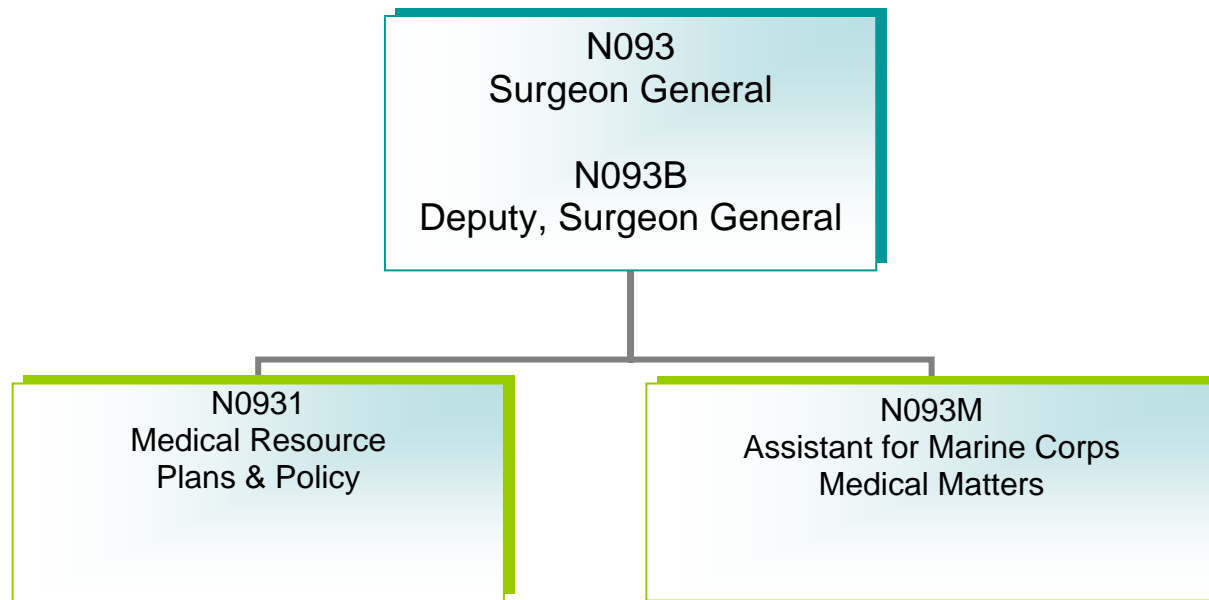 N093
Surgeon General
N093B
Deputy, Surgeon General
N0931
Medical Resource
Plans & Policy
N093M
Assistant for Marine Corps
Medical Matters